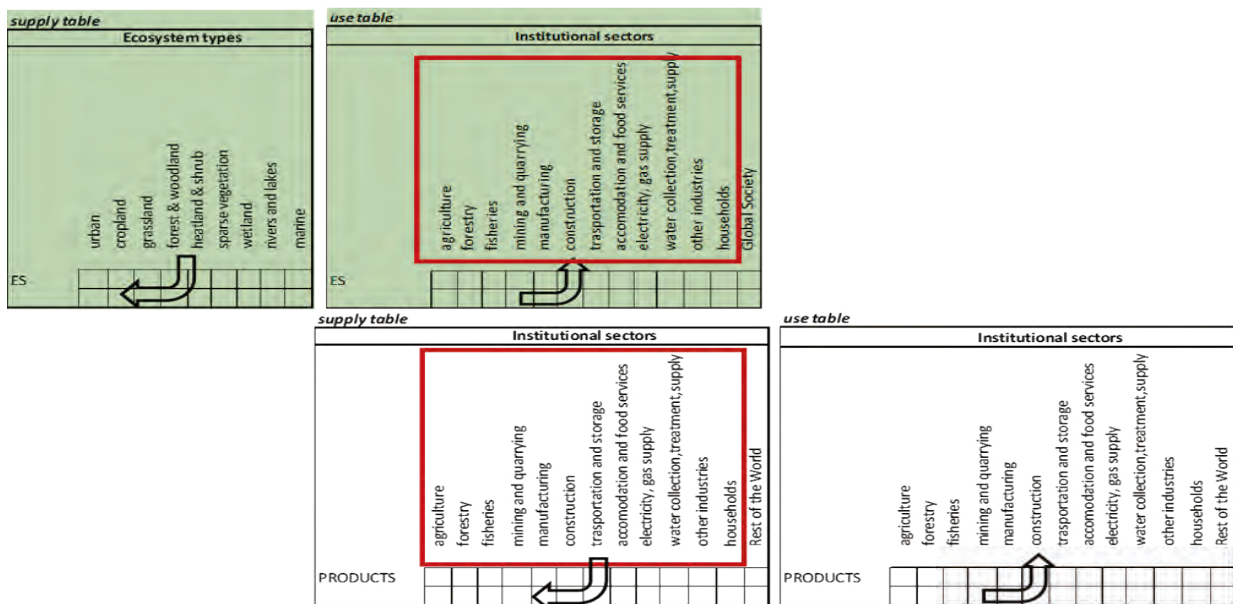 supply table
Ecosystem types
urban
cropland
grassland
forest & woodland
heatland & shrub
sparse vegetation
wetland
rivers and lakes
marine
ES
use table
Institutional sectors
agriculture
forestry
fisheries
mining and quarrying
manufacturing
construction
trasportation and storage
accomodation and food services
electricity, gas supply
water collection,treatment,supply
other industries
households
Global Society
ES
supply table
Institutional sectors
agriculture
forestry
fisheries
mining and quarrying
manufacturing
construction
trasportation and storage
accomodation and food services
electricity, gas supply
water collection,treatment,supply
other industries
households
Rest of the World
PRODUCTS
use table
Institutional sectors
agriculture
forestry
fisheries
mining and quarrying
manufacturing
construction
trasportation and storage
accomodation and food services
electricity, gas supply
water collection,treatment,supply
other industries
households
Rest of the World
PRODUCTS